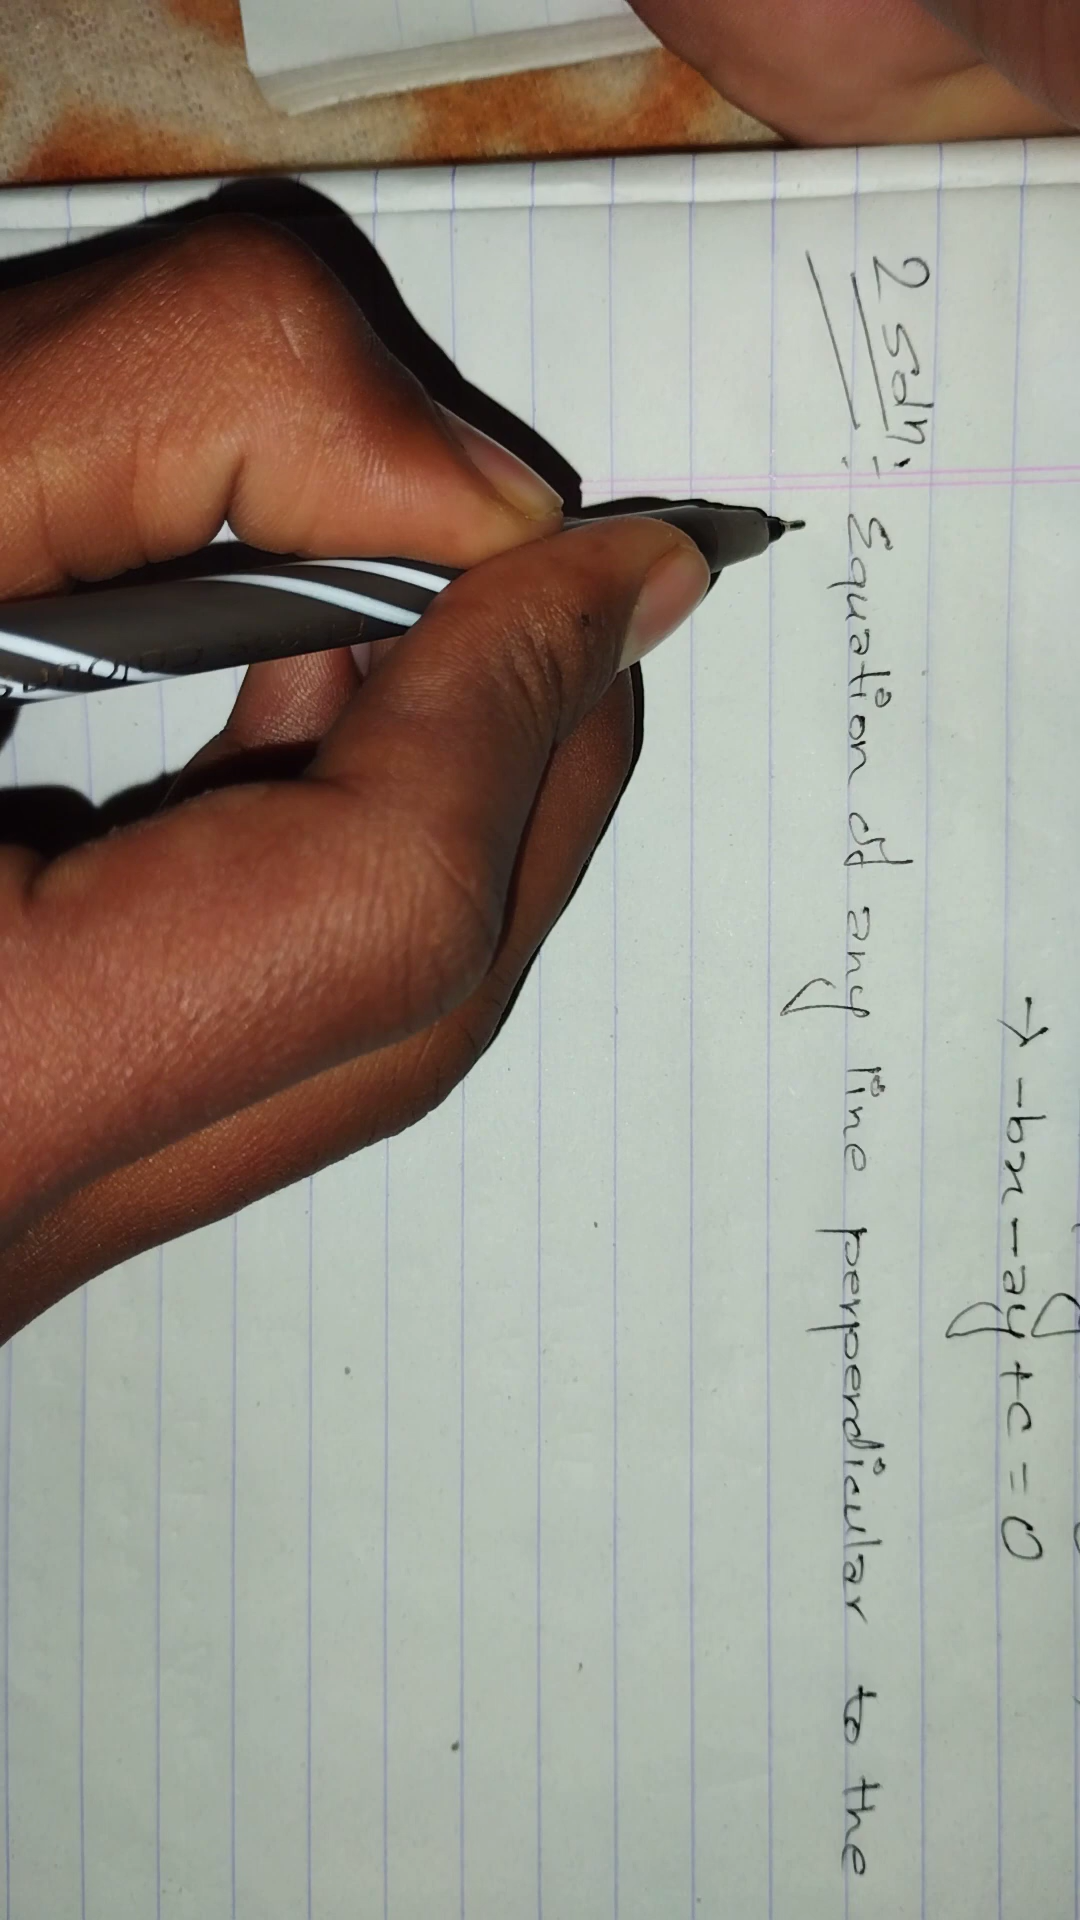 → -bx - ay + c = 0
2 Soln:- Equation of any line perpendicular to the